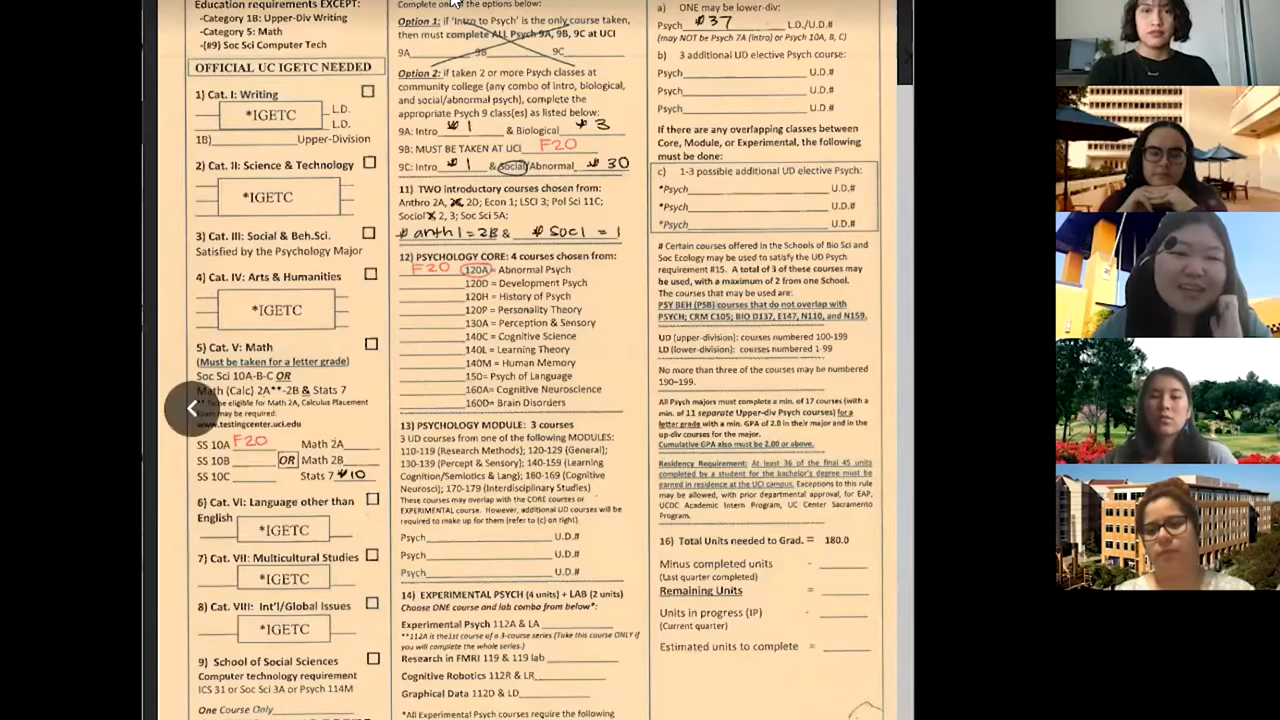 Education requirements EXCEPT:
-Category 1B: Upper-Div Writing
-Category 5: Math
-(#9) Soc Sci Computer Tech
OFFICIAL UC IGETC NEEDED
1) Cat. I: Writing
*IGETC
L.D.
L.D.
1B) Upper-Division
2) Cat. II: Science & Technology
*IGETC
3) Cat. III: Social & Beh.Sci.
Satisfied by the Psychology Major
4) Cat. IV: Arts & Humanities
*IGETC
5) Cat. V: Math
(Must be taken for a letter grade)
Soc Sci 10A-B-C OR
Math (Calc) 2A**-2B & Stats 7
** To be eligible for Math 2A, Calculus Placement
Exam may be required:
www.testingcenter.uci.edu
SS 10A F20 Math 2A
SS 10B OR Math 2B
SS 10C Stats 7 10
6) Cat. VI: Language other than
English
*IGETC
7) Cat. VII: Multicultural Studies
*IGETC
8) Cat. VIII: Int'l/Global Issues
*IGETC
9) School of Social Sciences
Computer technology requirement
ICS 31 or Soc Sci 3A or Psych 114M
One Course Only
Complete one of the options below:
Option 1: if 'Intro to Psych' is the only course taken,
then must complete ALL Psych 9A, 9B, 9C at UCI
9A 9B 9C
Option 2: if taken 2 or more Psych classes at
community college (any combo of intro, biological,
and social/abnormal psych), complete the
appropriate Psych 9 class(es) as listed below:
9A: Intro 1 & Biological 3
9B: MUST BE TAKEN AT UCI F20
9C: Intro 1 & Social/Abnormal 30
11) TWO introductory courses chosen from:
Anthro 2A, 2D; Econ 1; LSCI 3; Pol Sci 11C;
Sociol 2, 3; Soc Sci 5A:
anth 1 = 2B & soc 1 = 1
12) PSYCHOLOGY CORE: 4 courses chosen from:
F20 120A= Abnormal Psych
120D = Development Psych
120H = History of Psych
120P = Personality Theory
130A = Perception & Sensory
140C = Cognitive Science
140L = Learning Theory
140M = Human Memory
150= Psych of Language
160A= Cognitive Neuroscience
160D= Brain Disorders
13) PSYCHOLOGY MODULE: 3 courses
3 UD courses from one of the following MODULES:
110-119 (Research Methods); 120-129 (General);
130-139 (Percept & Sensory); 140-159 (Learning
Cognition/Semiotics & Lang); 160-169 (Cognitive
Neurosci); 170-179 (Interdisciplinary Studies)
These courses may overlap with the CORE courses or
EXPERIMENTAL course. However, additional UD courses will be
required to make up for them (refer to (c) on right).
Psych U.D.#
Psych U.D.#
Psych U.D.#
14) EXPERIMENTAL PSYCH (4 units) + LAB (2 units)
Choose ONE course and lab combo from below*:
Experimental Psych 112A & LA
**112A is the1st course of a 3-course series (Take this course ONLY if
you will complete the whole series.)
Research in FMRI 119 & 119 lab
Cognitive Robotics 112R & LR
Graphical Data 112D & LD
*All Experimental Psych courses require the following
a) ONE may be lower-div:
Psych 37 L.D./U.D.#
(may NOT be Psych 7A (Intro) or Psych 10A, B, C)
b) 3 additional UD elective Psych course:
Psych U.D.#
Psych U.D.#
Psych U.D.#
If there are any overlapping classes between
Core, Module, or Experimental, the following
must be done:
c) 1-3 possible additional UD elective Psych:
*Psych U.D.#
*Psych U.D.#
*Psych U.D.#
# Certain courses offered in the Schools of Bio Sci and
Soc Ecology may be used to satisfy the UD Psych
requirement #15. A total of 3 of these courses may
be used, with a maximum of 2 from one School.
The courses that may be used are:
PSY BEH (PSB) courses that do not overlap with
PSYCH; CRM C105; BIO D137, E147, N110, and N159.
UD (upper-division): courses numbered 100-199
LD (lower-division): courses numbered 1-99
No more than three of the courses may be numbered
190–199.
All Psych majors must complete a min. of 17 courses (with a
min. of 11 separate Upper-div Psych courses) for a
letter grade with a min. GPA of 2.0 in their major and in the
up-div courses for the major.
Cumulative GPA also must be 2.00 or above.
Residency Requirement: At least 36 of the final 45 units
completed by a student for the bachelor's degree must be
earned in residence at the UCI campus. Exceptions to this rule
may be allowed, with prior departmental approval, for EAP,
UCDC Academic Intern Program, UC Center Sacramento
Program.
16) Total Units needed to Grad. = 180.0
Minus completed units -
(Last quarter completed)
Remaining Units =
Units in progress (IP) -
(Current quarter)
Estimated units to complete =